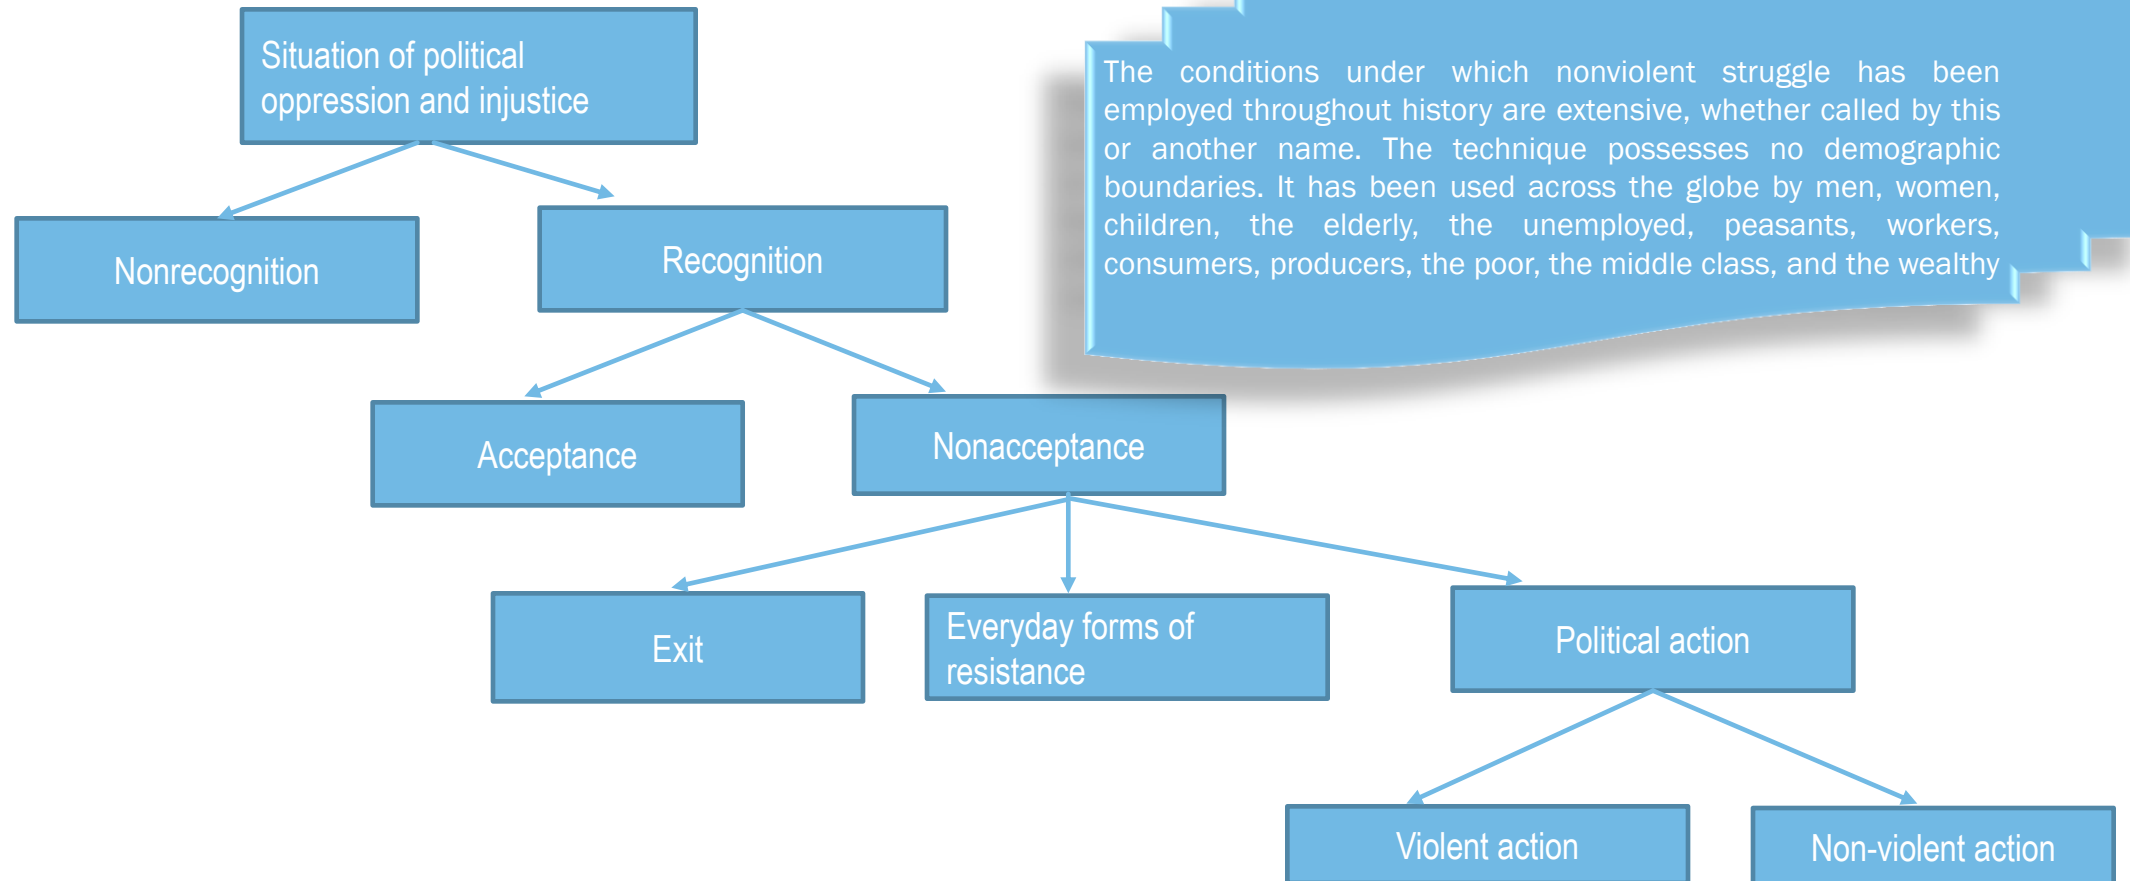 Situation of political
oppression and injustice
The conditions under which nonviolent struggle has been
employed throughout history are extensive, whether called by this
or another name. The technique possesses no demographic
boundaries. It has been used across the globe by men, women,
children, the elderly, the unemployed, peasants, workers,
consumers, producers, the poor, the middle class, and the wealthy
Nonrecognition
Recognition
Acceptance
Nonacceptance
Exit
Everyday forms of
resistance
Political action
Violent action
Non-violent action